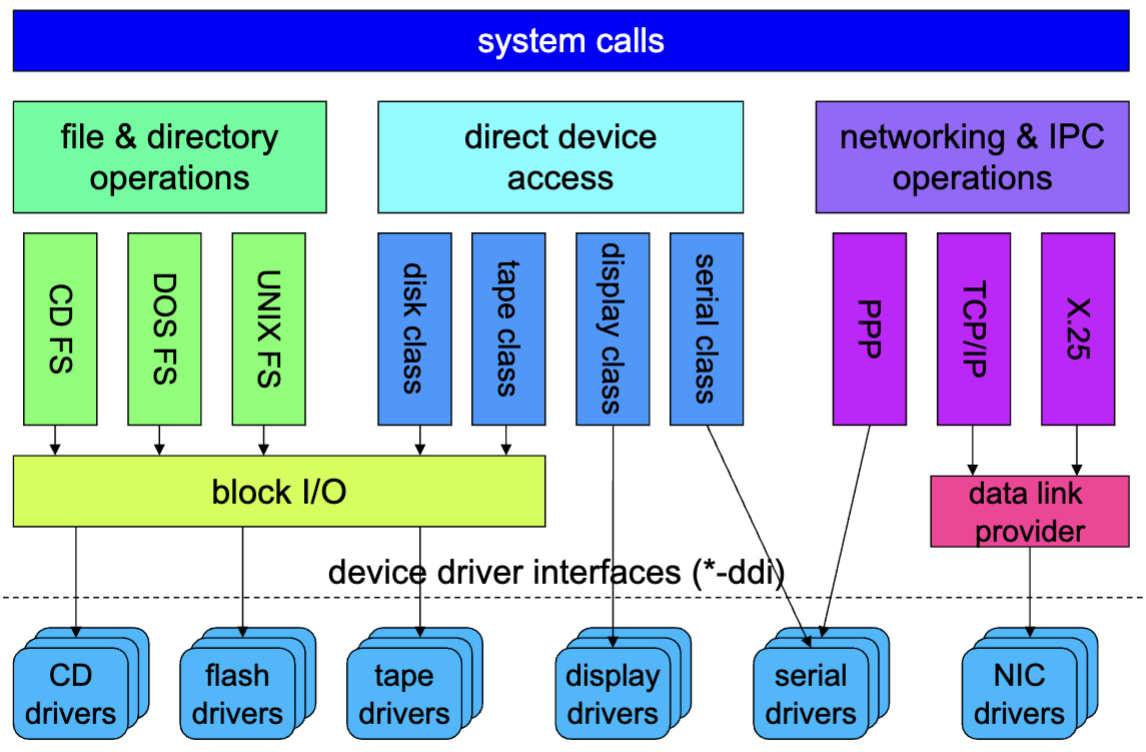 system calls
file & directory
operations
direct device
access
networking & IPC
operations
CD FS
DOS FS
UNIX FS
disk class
tape class
display class
serial class
PPP
TCP/IP
X.25
block I/O
data link
provider
device driver interfaces (*-ddi)
CD
drivers
flash
drivers
tape
drivers
display
drivers
serial
drivers
NIC
drivers